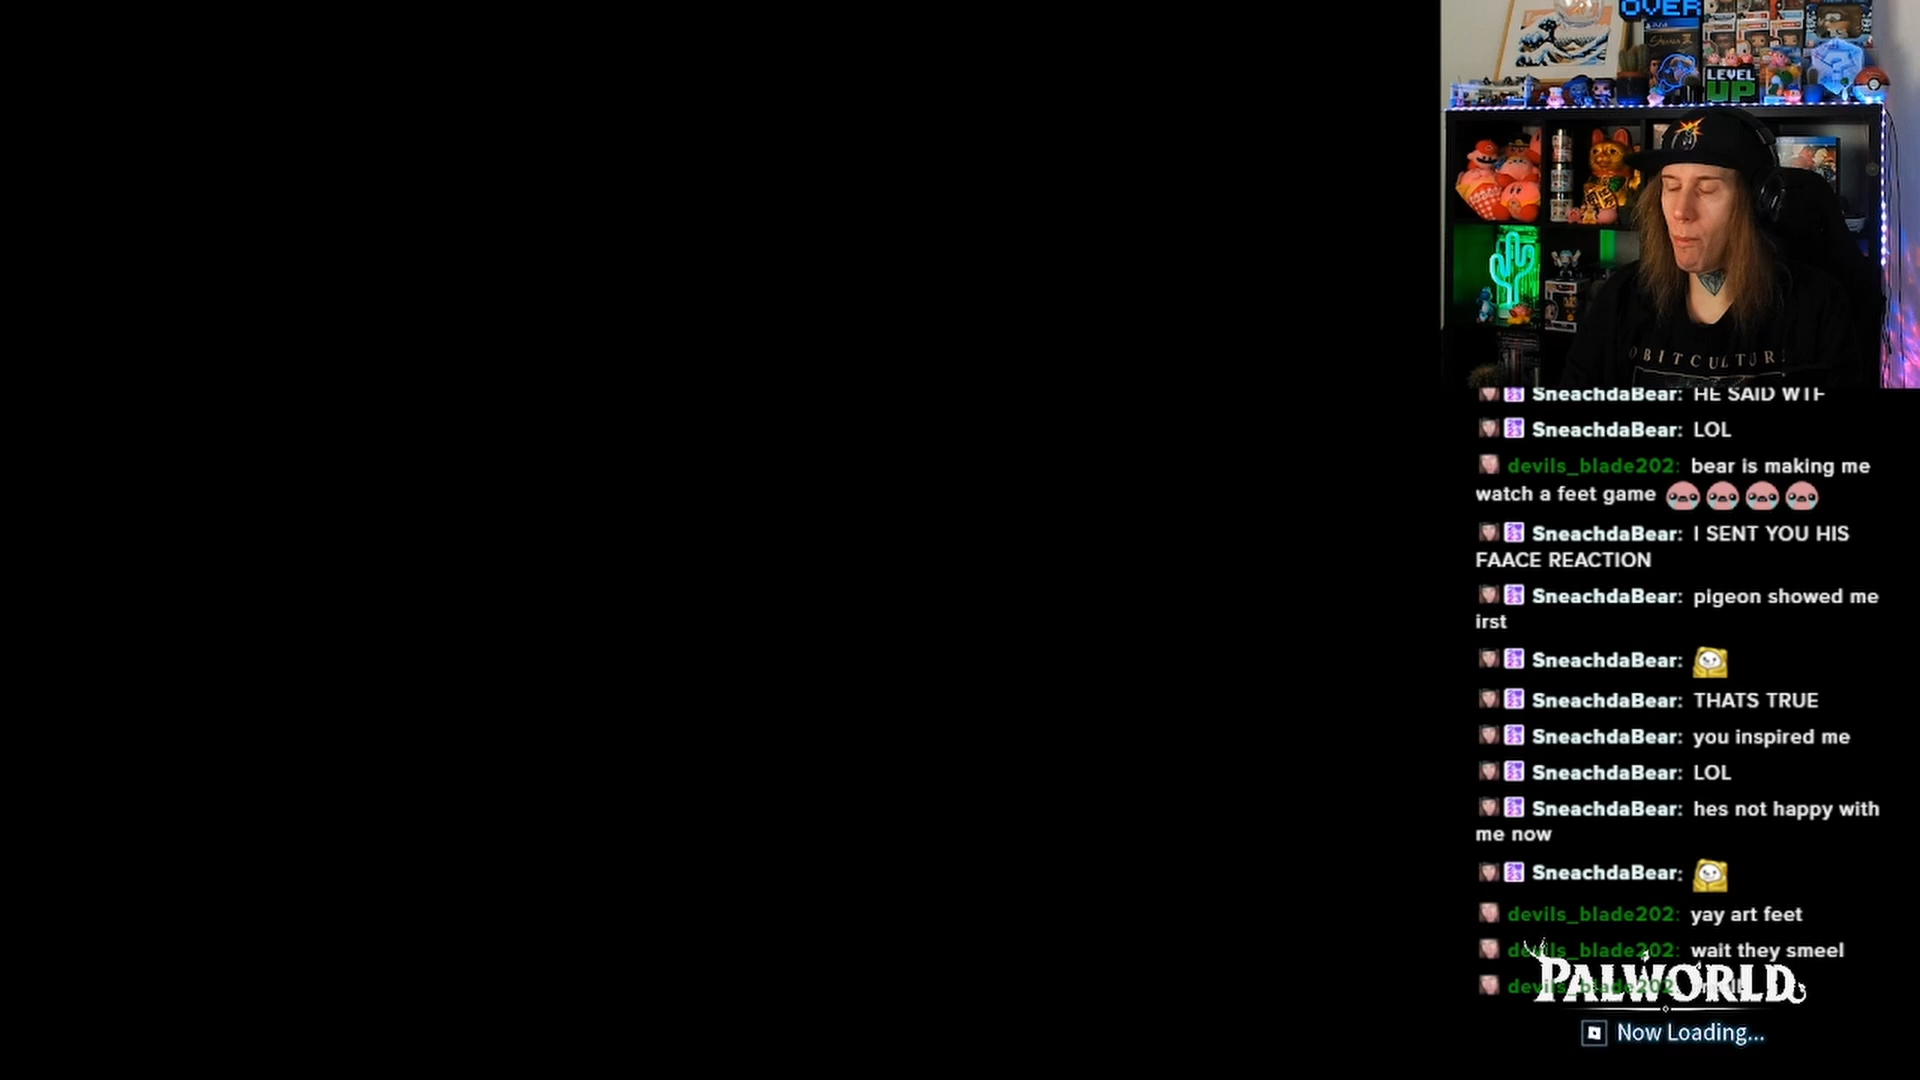 OVER
LEVEL
UP
OBITCULTUR
SneachdaBear: HE SAID WTF
SneachdaBear: LOL
devils_blade202: bear is making me
watch a feet game
SneachdaBear: I SENT YOU HIS
FAACE REACTION
SneachdaBear: pigeon showed me
irst
SneachdaBear:
SneachdaBear: THATS TRUE
SneachdaBear: you inspired me
SneachdaBear: LOL
SneachdaBear: hes not happy with
me now
SneachdaBear:
devils_blade202: yay art feet
devils_blade202: wait they smeel
devils_blade202:
PALWORLD
Now Loading...